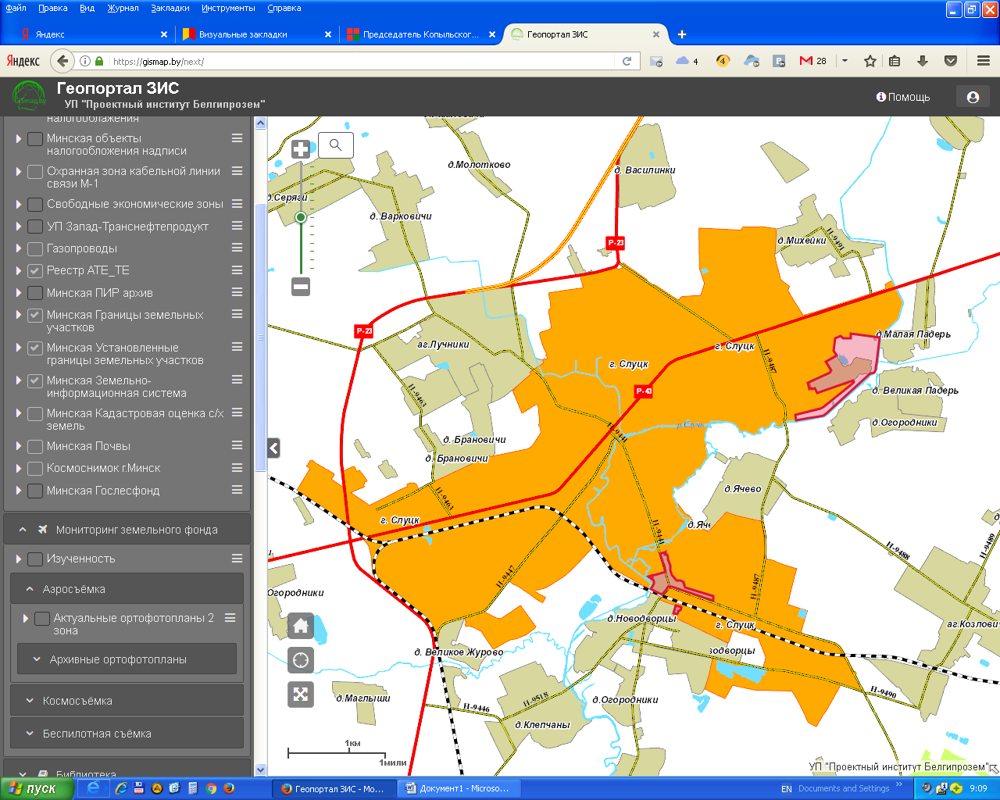 Файл Правка Вид Журнал Закладки Инструменты Справка
Яндекс
Визуальные закладки
Председатель Копыльског...
Геопортал ЗИС
Яндекс
https://gismap.by/next/
4
4
28
Gismap.by
Геопортал ЗИС
УП "Проектный институт Белгипрозем"
Помощь
налогооблажения
Минская объекты
налогообложения надписи
Охранная зона кабельной линии
связи М-1
Свободные экономические зоны
УП Запад-Транснефтепродукт
Газопроводы
Реестр АТЕ_ТЕ
Минская ПИР архив
Минская Границы земельных
участков
Минская Установленные
границы земельных участков
Минская Земельно-
информационная система
Минская Кадастровая оценка с/х
земель
Минская Почвы
Космоснимок г.Минск
Минская Гослесфонд
Мониторинг земельного фонда
Изученность
Аэросъёмка
Актуальные ортофотопланы 2
зона
Архивные ортофотопланы
Космосъёмка
Беспилотная съёмка
Библиотека
д.Молотково
д. Василинки
д.Серяги
д. Варковичи
Р-23
д.Михейки
Н-9491
Р-23
аг.Лучники
г. Слуцк
г. Слуцк
д.Малая Падерь
Н-9487
Р-43
Н-9463
д. Великая Падерь
д.Огородники
р.Случь
Н-9441
д. Брановичи
д. Брановичи
д.Ячево
Н-9463
г. Слуцк
д.Яче
Н-9441
Н-9489
Н-9488
Н-9447
Н-9487
Огородники
д.Новодворцы
г. Слуцк
аг.Козлови
д. Великое Журово
водворцы
д.Маглыши
Н-9518
д.Огородники
Н-9490
Н-9446
д.Клепчаны
1км
1мили
УП "Проектный институт Белгипрозем"
пуск
Геопортал ЗИС - Mo...
Документ1 - Microso...
EN
Documents and Settings
9:09